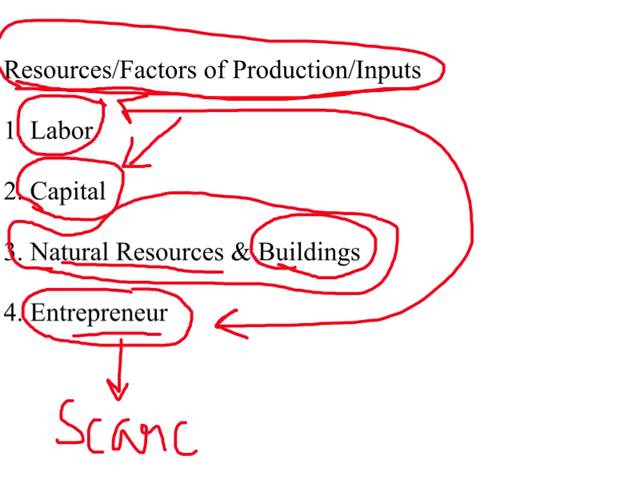 Resources/Factors of Production/Inputs
1. Labor
2. Capital
3. Natural Resources & Buildings
4. Entrepreneur
Scarc